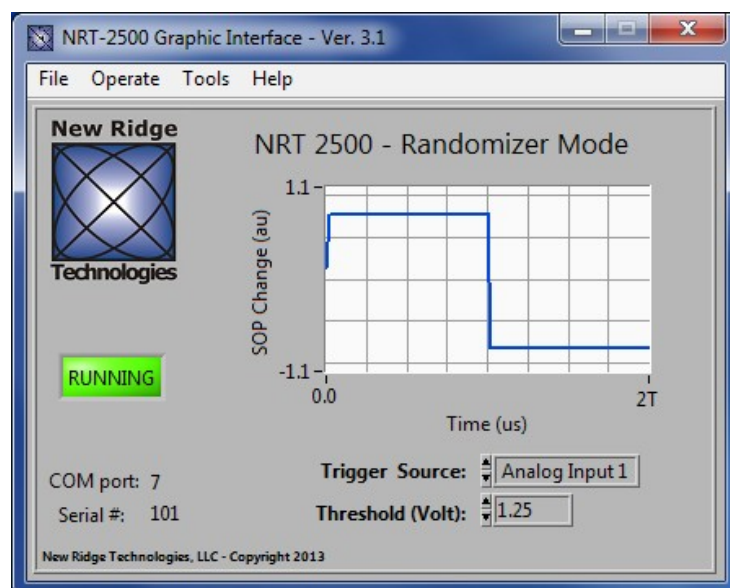 NRT-2500 Graphic Interface - Ver. 3.1
File Operate Tools Help
New Ridge
Technologies
NRT 2500 - Randomizer Mode
1.1
SOP Change (au)
-1.1
0.0
2T
Time (us)
RUNNING
COM port: 7
Serial #: 101
Trigger Source: Analog Input 1
Threshold (Volt): 1.25
New Ridge Technologies, LLC - Copyright 2013